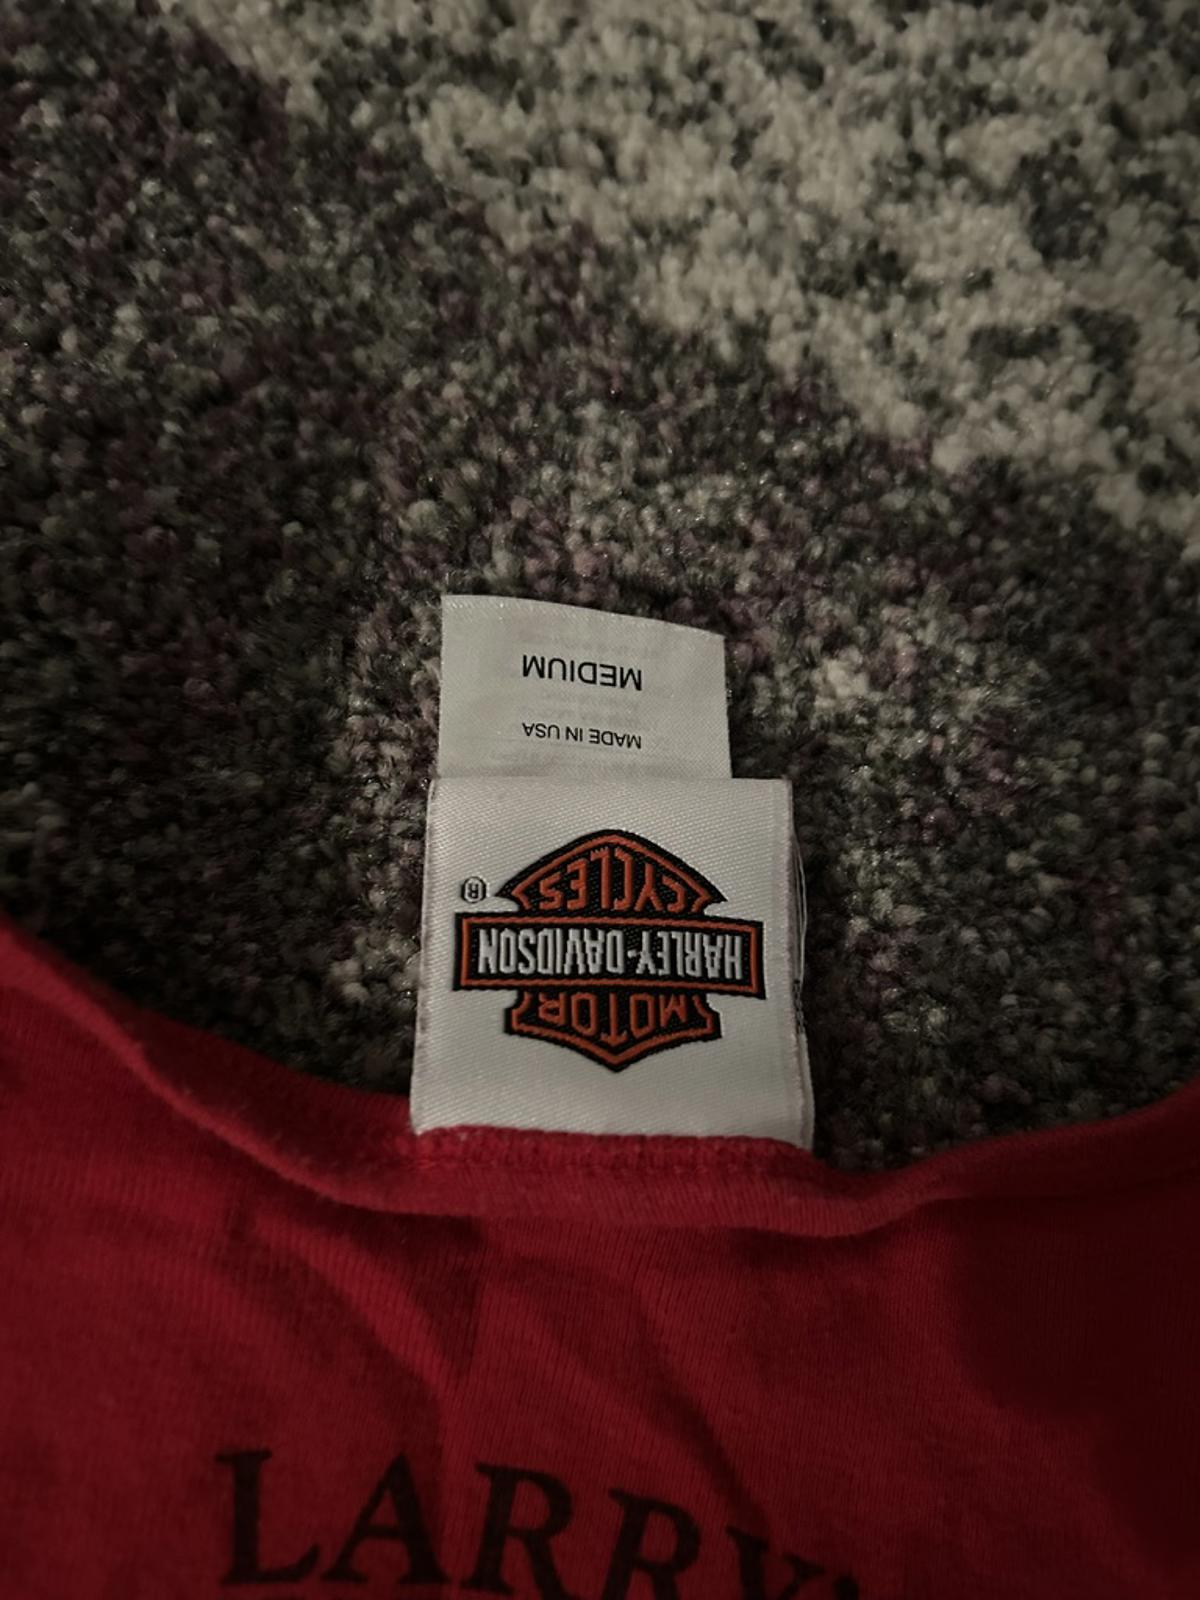 MEDIUM
MADE IN USA
MOTOR
HARLEY-DAVIDSON
CYCLES
®
LARRY'